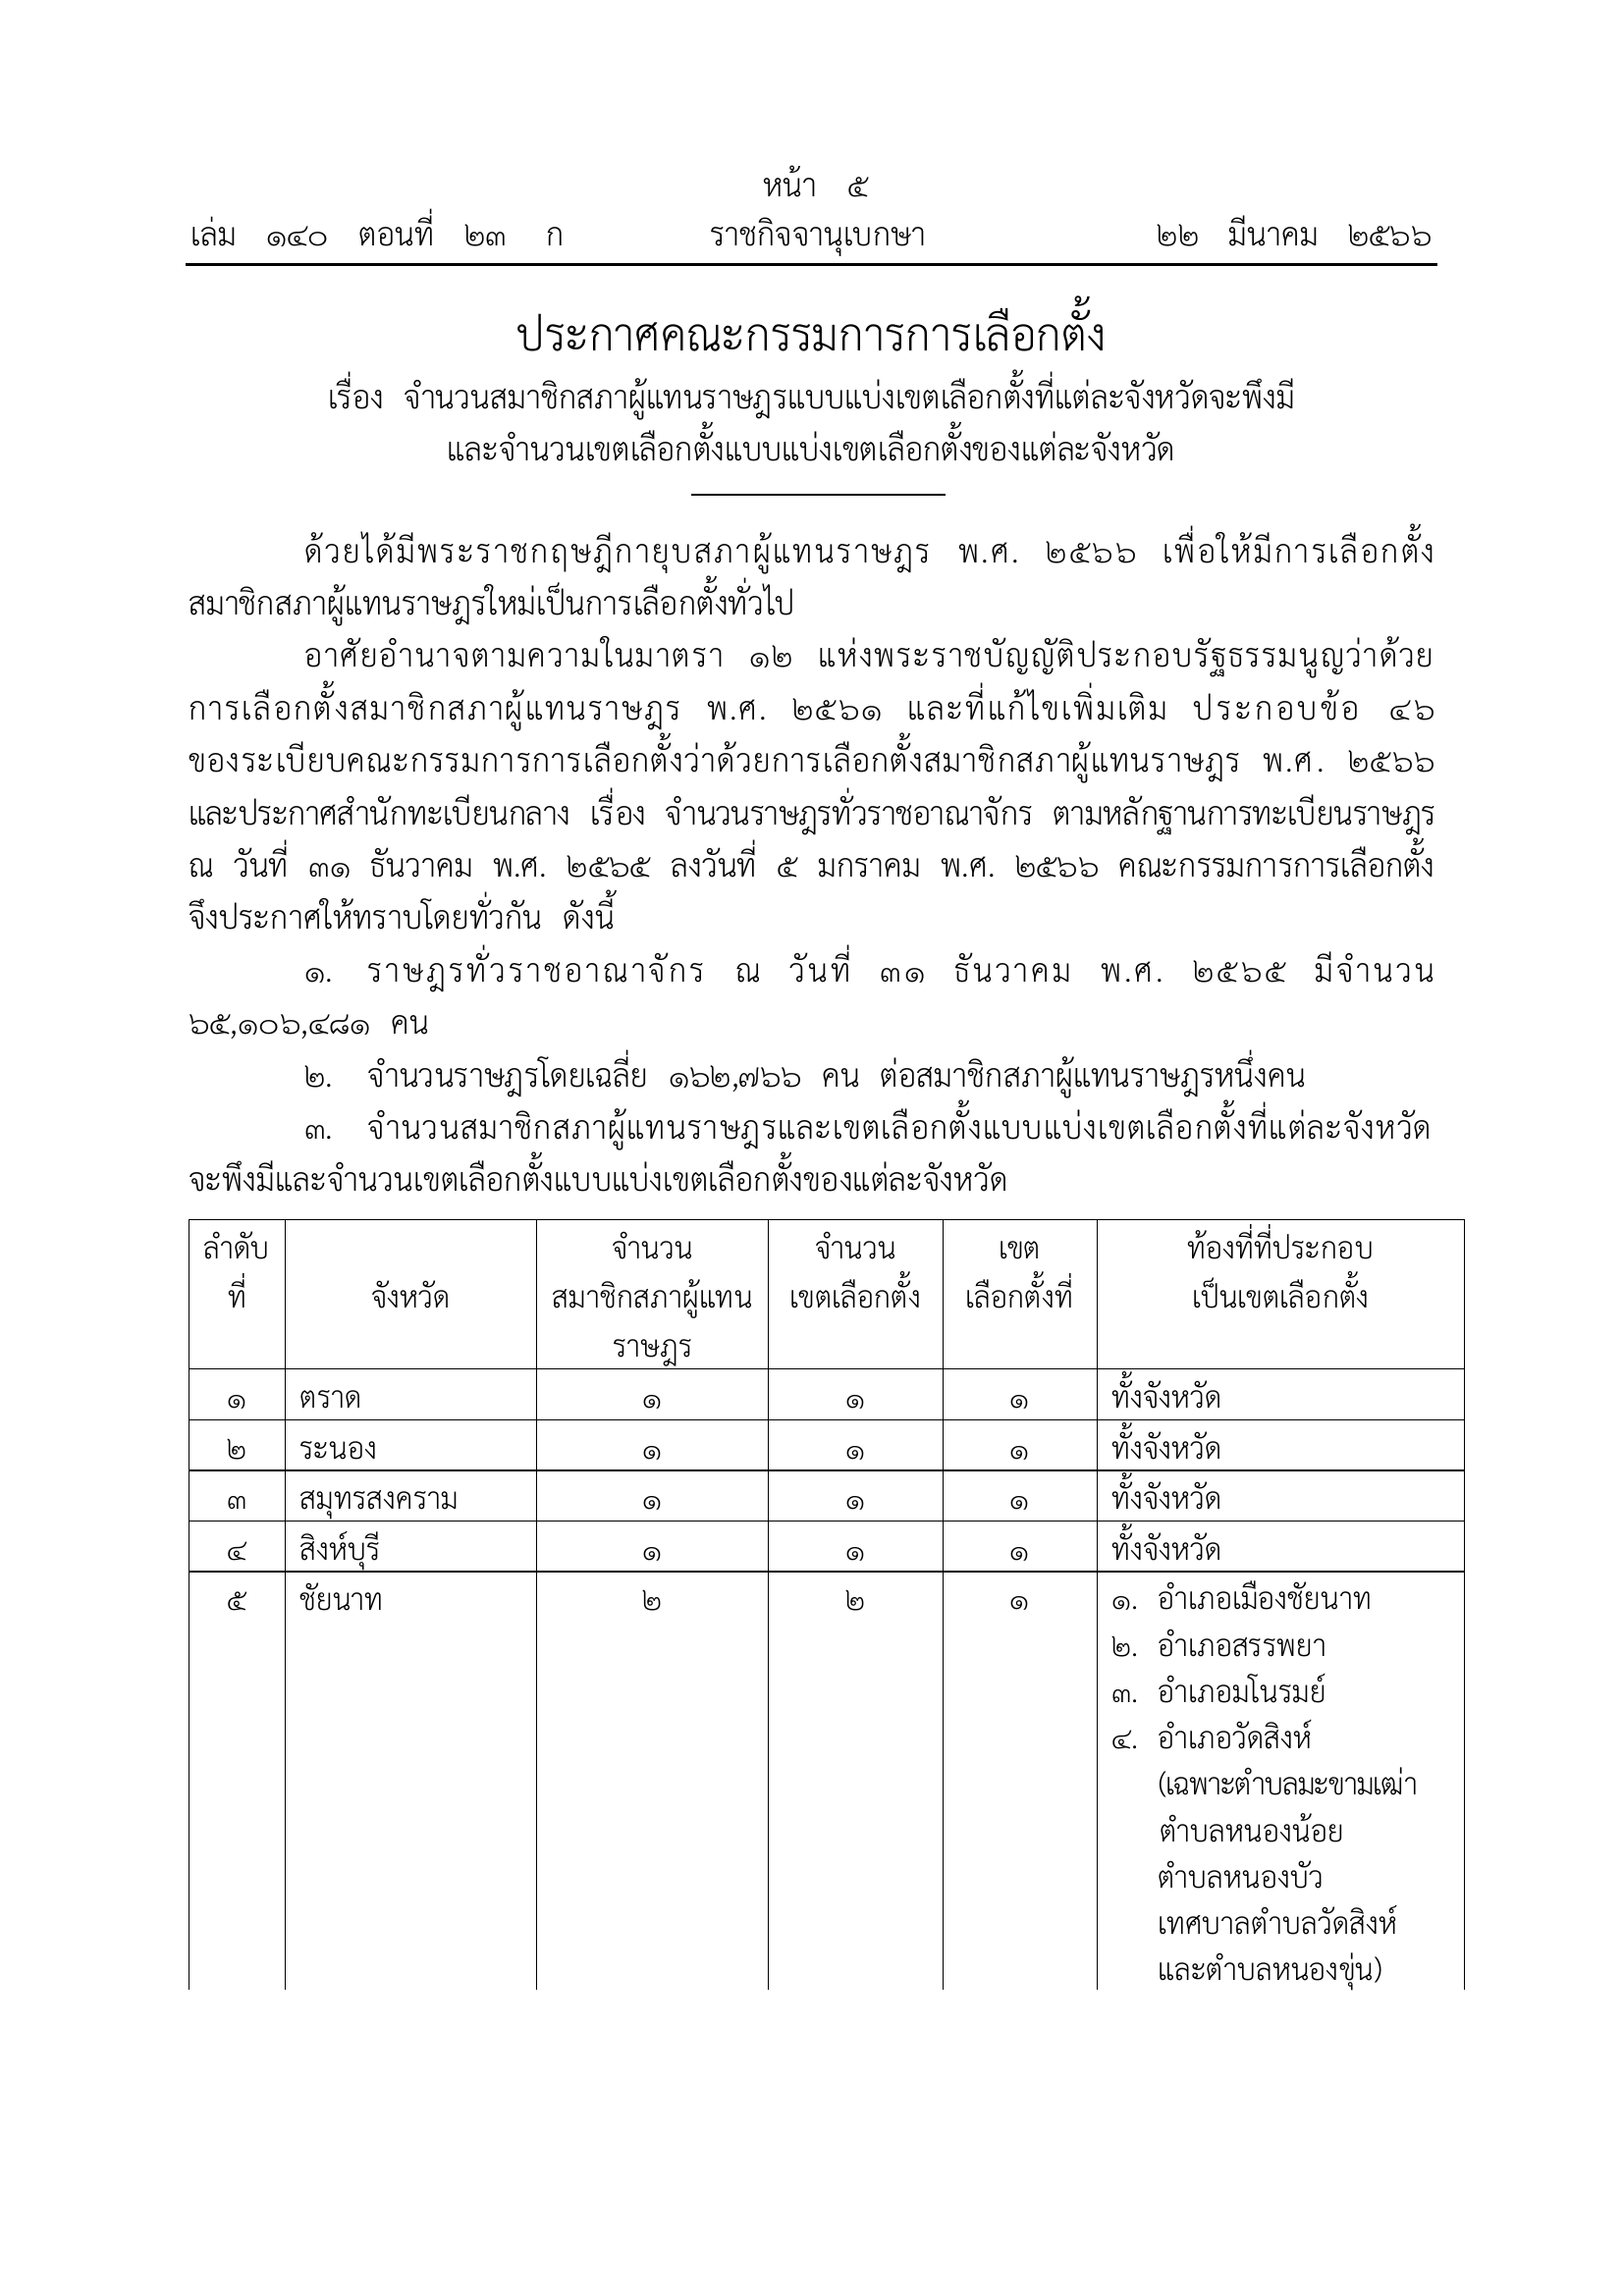 หน้า ๕
เล่ม ๑๔๐ ตอนที่ ๒๓ ก ราชกิจจานุเบกษา ๒๒ มีนาคม ๒๕๖๖
ประกาศคณะกรรมการการเลือกตั้ง
เรื่อง จำนวนสมาชิกสภาผู้แทนราษฎรแบบแบ่งเขตเลือกตั้งที่แต่ละจังหวัดจะพึงมี
และจำนวนเขตเลือกตั้งแบบแบ่งเขตเลือกตั้งของแต่ละจังหวัด
ด้วยได้มีพระราชกฤษฎีกายุบสภาผู้แทนราษฎร พ.ศ. ๒๕๖๖ เพื่อให้มีการเลือกตั้ง
สมาชิกสภาผู้แทนราษฎรใหม่เป็นการเลือกตั้งทั่วไป
อาศัยอำนาจตามความในมาตรา ๑๒ แห่งพระราชบัญญัติประกอบรัฐธรรมนูญว่าด้วย
การเลือกตั้งสมาชิกสภาผู้แทนราษฎร พ.ศ. ๒๕๖๑ และที่แก้ไขเพิ่มเติม ประกอบข้อ ๔๖
ของระเบียบคณะกรรมการการเลือกตั้งว่าด้วยการเลือกตั้งสมาชิกสภาผู้แทนราษฎร พ.ศ. ๒๕๖๖
และประกาศสำนักทะเบียนกลาง เรื่อง จำนวนราษฎรทั่วราชอาณาจักร ตามหลักฐานการทะเบียนราษฎร
ณ วันที่ ๓๑ ธันวาคม พ.ศ. ๒๕๖๕ ลงวันที่ ๕ มกราคม พ.ศ. ๒๕๖๖ คณะกรรมการการเลือกตั้ง
จึงประกาศให้ทราบโดยทั่วกัน ดังนี้
๑. ราษฎรทั่วราชอาณาจักร ณ วันที่ ๓๑ ธันวาคม พ.ศ. ๒๕๖๕ มีจำนวน
๖๕,๑๐๖,๔๘๑ คน
๒. จำนวนราษฎรโดยเฉลี่ย ๑๖๒,๗๖๖ คน ต่อสมาชิกสภาผู้แทนราษฎรหนึ่งคน
๓. จำนวนสมาชิกสภาผู้แทนราษฎรและเขตเลือกตั้งแบบแบ่งเขตเลือกตั้งที่แต่ละจังหวัด
จะพึงมีและจำนวนเขตเลือกตั้งแบบแบ่งเขตเลือกตั้งของแต่ละจังหวัด
ลำดับ จำนวน จำนวน เขต ท้องที่ที่ประกอบ
ที่ จังหวัด สมาชิกสภาผู้แทน เขตเลือกตั้ง เลือกตั้งที่ เป็นเขตเลือกตั้ง
ราษฎร
๑ ตราด ๑ ๑ ๑ ทั้งจังหวัด
๒ ระนอง ๑ ๑ ๑ ทั้งจังหวัด
๓ สมุทรสงคราม ๑ ๑ ๑ ทั้งจังหวัด
๔ สิงห์บุรี ๑ ๑ ๑ ทั้งจังหวัด
๕ ชัยนาท ๒ ๒ ๑ ๑. อำเภอเมืองชัยนาท
๒. อำเภอสรรพยา
๓. อำเภอมโนรมย์
๔. อำเภอวัดสิงห์
(เฉพาะตำบลมะขามเฒ่า
ตำบลหนองน้อย
ตำบลหนองบัว
เทศบาลตำบลวัดสิงห์
และตำบลหนองขุ่น)